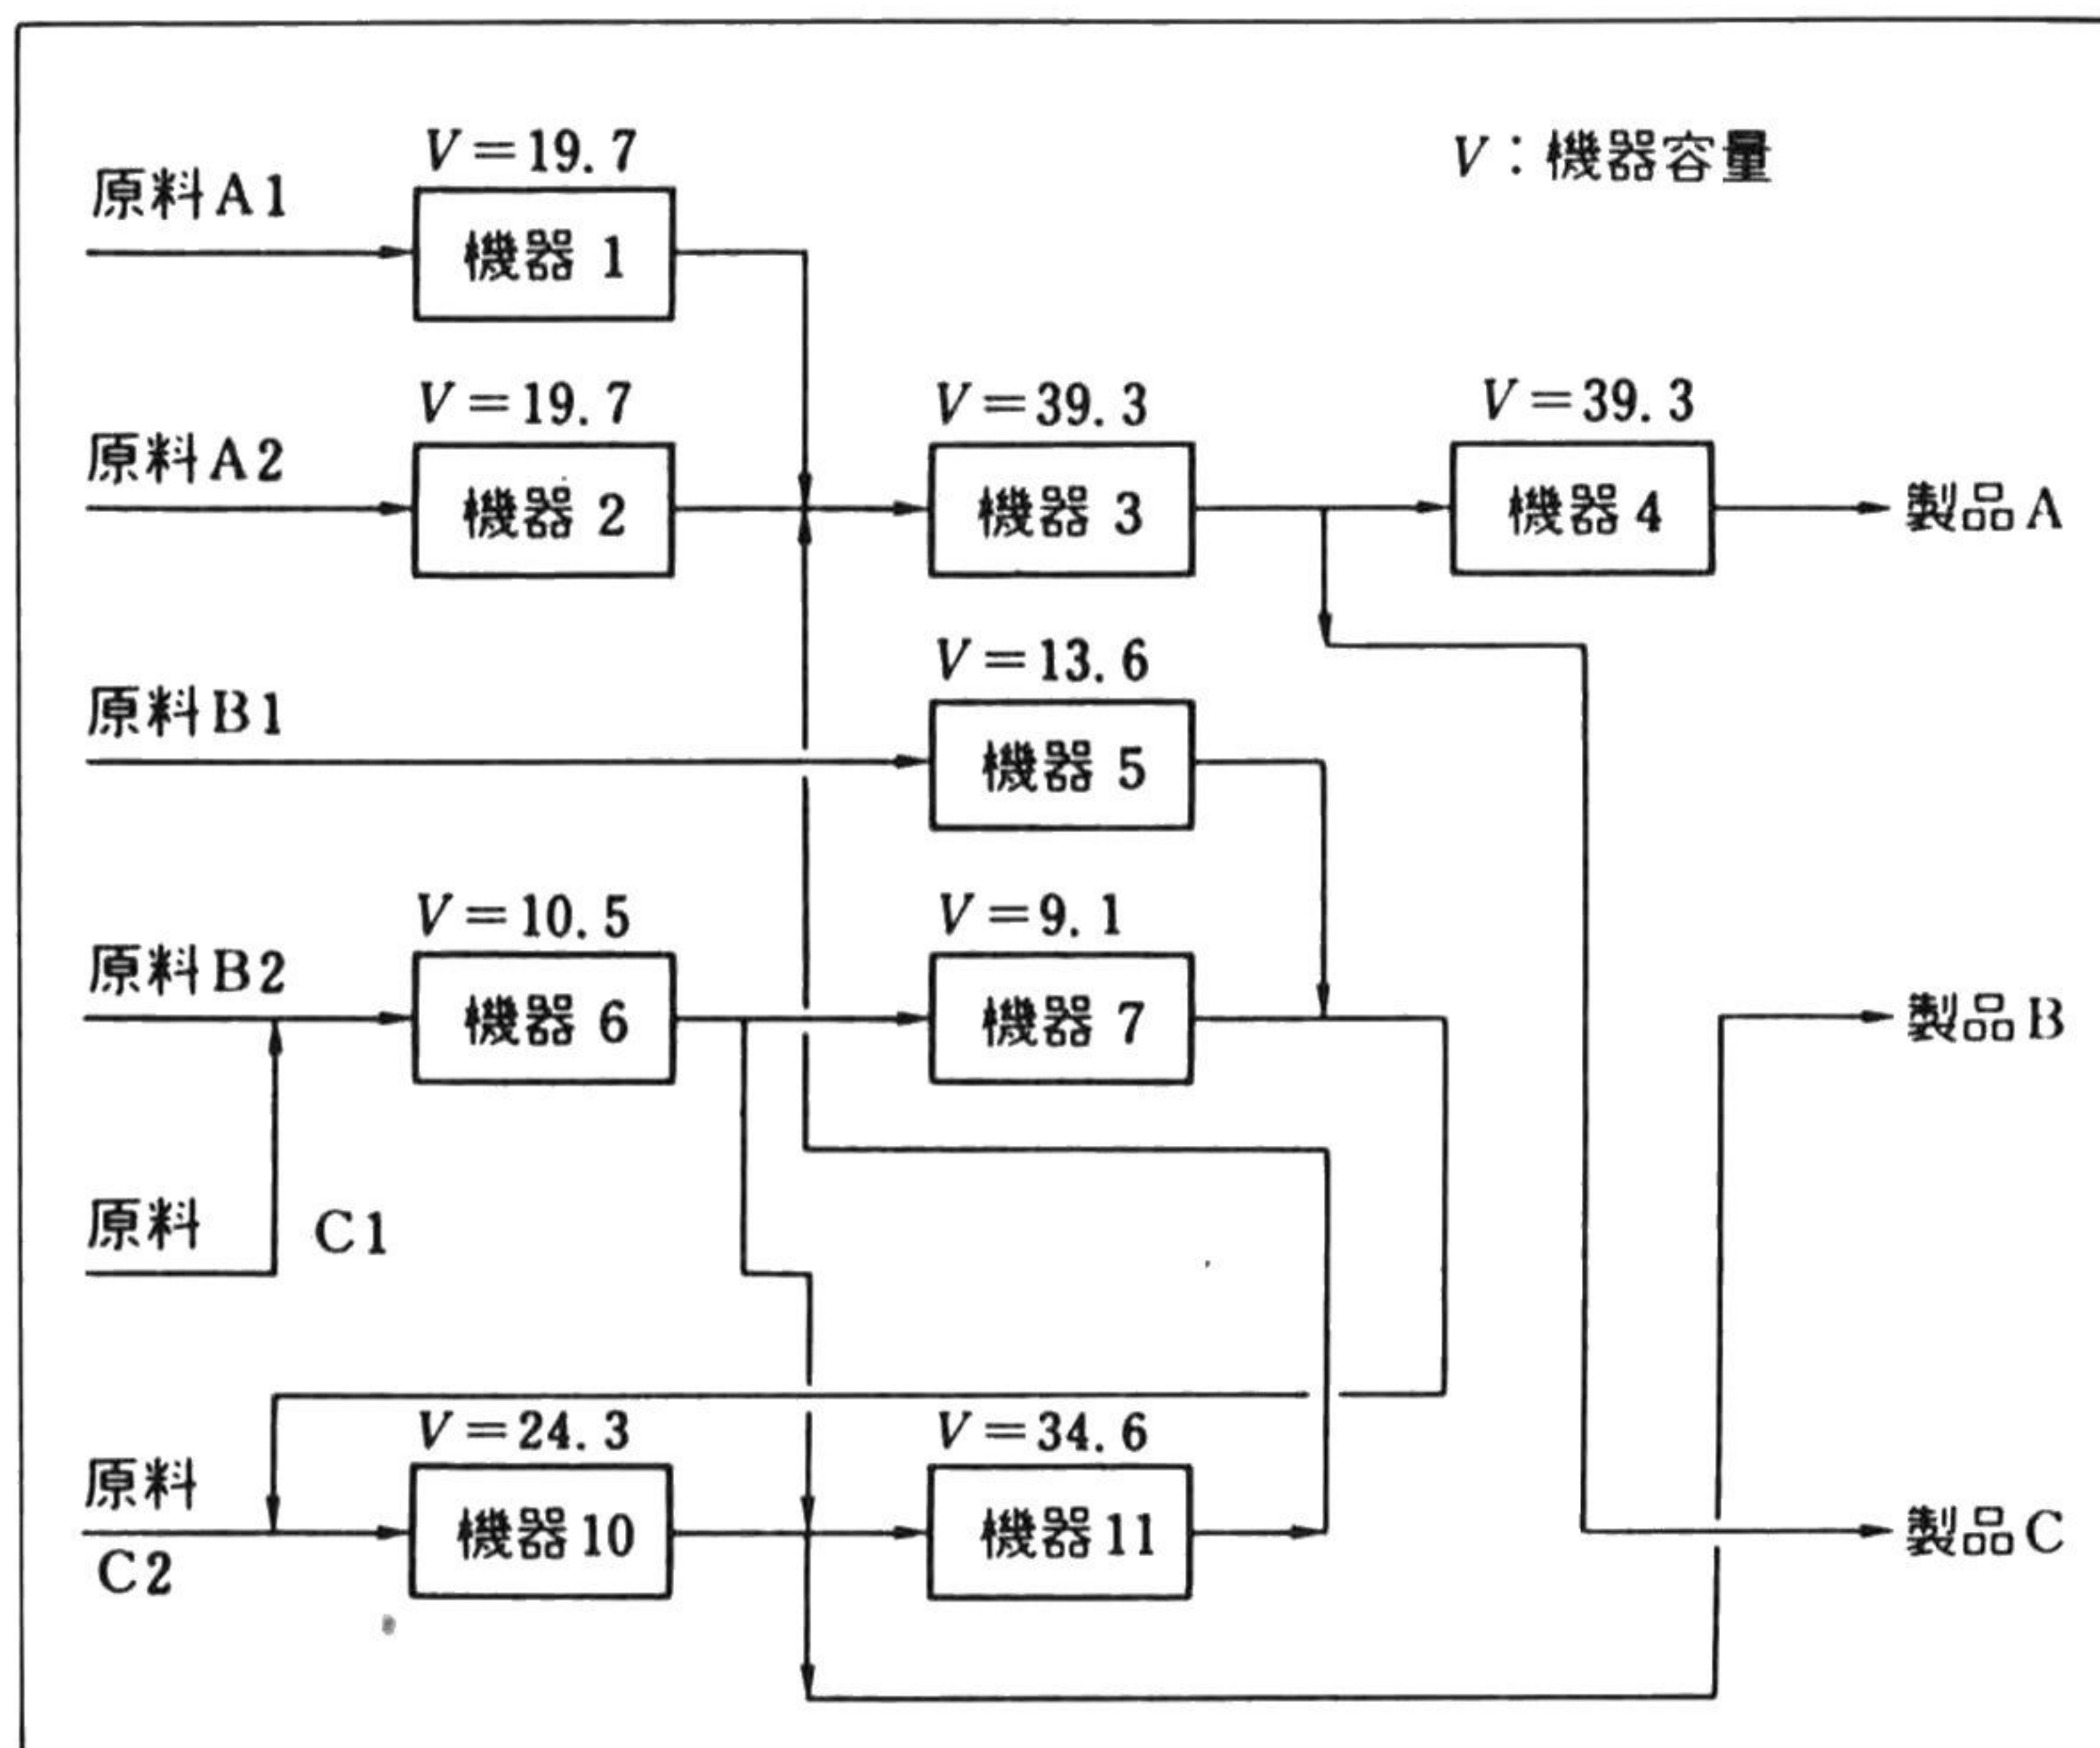 V=19.7
V：機器容量
原料A1
機器 1
V=19.7
V=39.3
V=39.3
原料A2
機器 2
機器 3
機器 4
製品A
V=13.6
原料B1
機器 5
V=10.5
V=9.1
原料B2
機器 6
機器 7
製品B
原料
C1
V=24.3
V=34.6
原料
機器10
機器11
製品C
C2